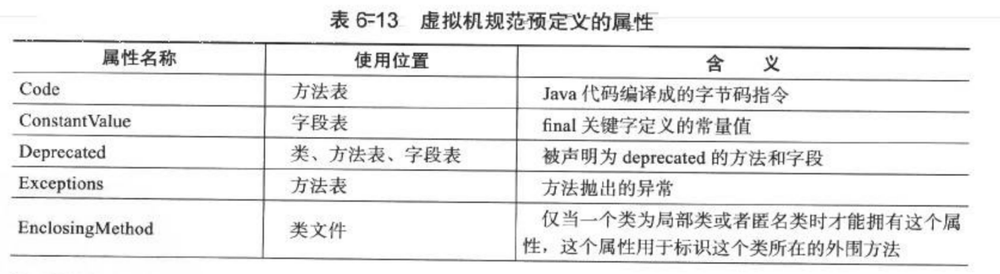 表 6-13 虚拟机规范预定义的属性
属性名称 使用位置 含 义
Code 方法表 Java 代码编译成的字节码指令
ConstantValue 字段表 final 关键字定义的常量值
Deprecated 类、方法表、字段表 被声明为 deprecated 的方法和字段
Exceptions 方法表 方法抛出的异常
EnclosingMethod 类文件 仅当一个类为局部类或者匿名类时才能拥有这个属
性，这个属性用于标识这个类所在的外围方法